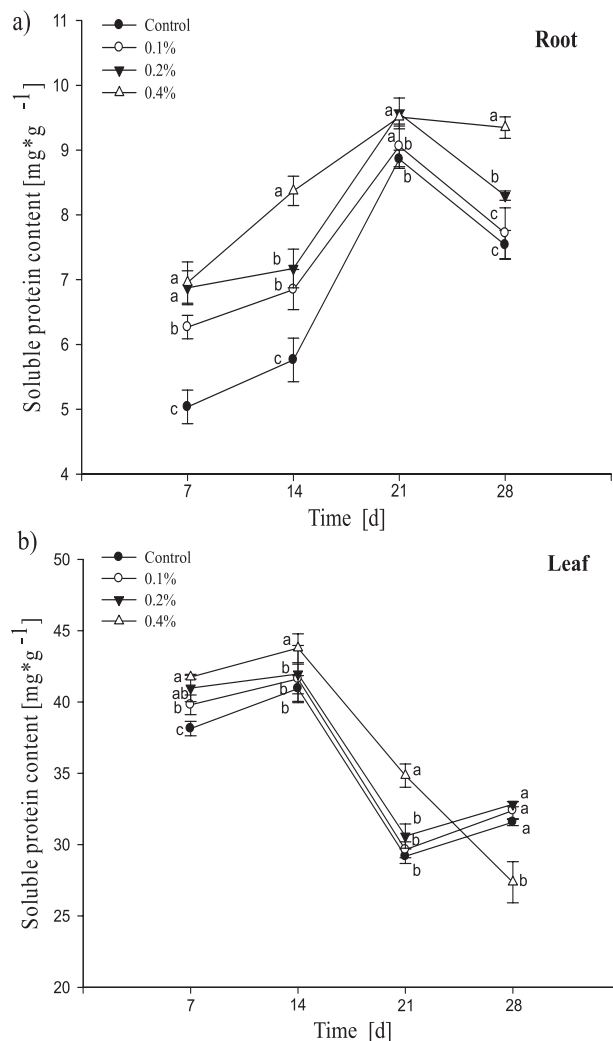 a)
Control
0.1%
0.2%
0.4%
Root
Soluble protein content [mg*g -1]
11
10
9
8
7
6
5
4
a
a
b
c
a
b
b
c
a
a
b
b
a
b
c
c
7
14
21
28
Time [d]
b)
Control
0.1%
0.2%
0.4%
Leaf
Soluble protein content [mg*g -1]
50
45
40
35
30
25
20
a
ab
b
c
a
b
b
b
a
b
b
b
a
a
a
b
7
14
21
28
Time [d]